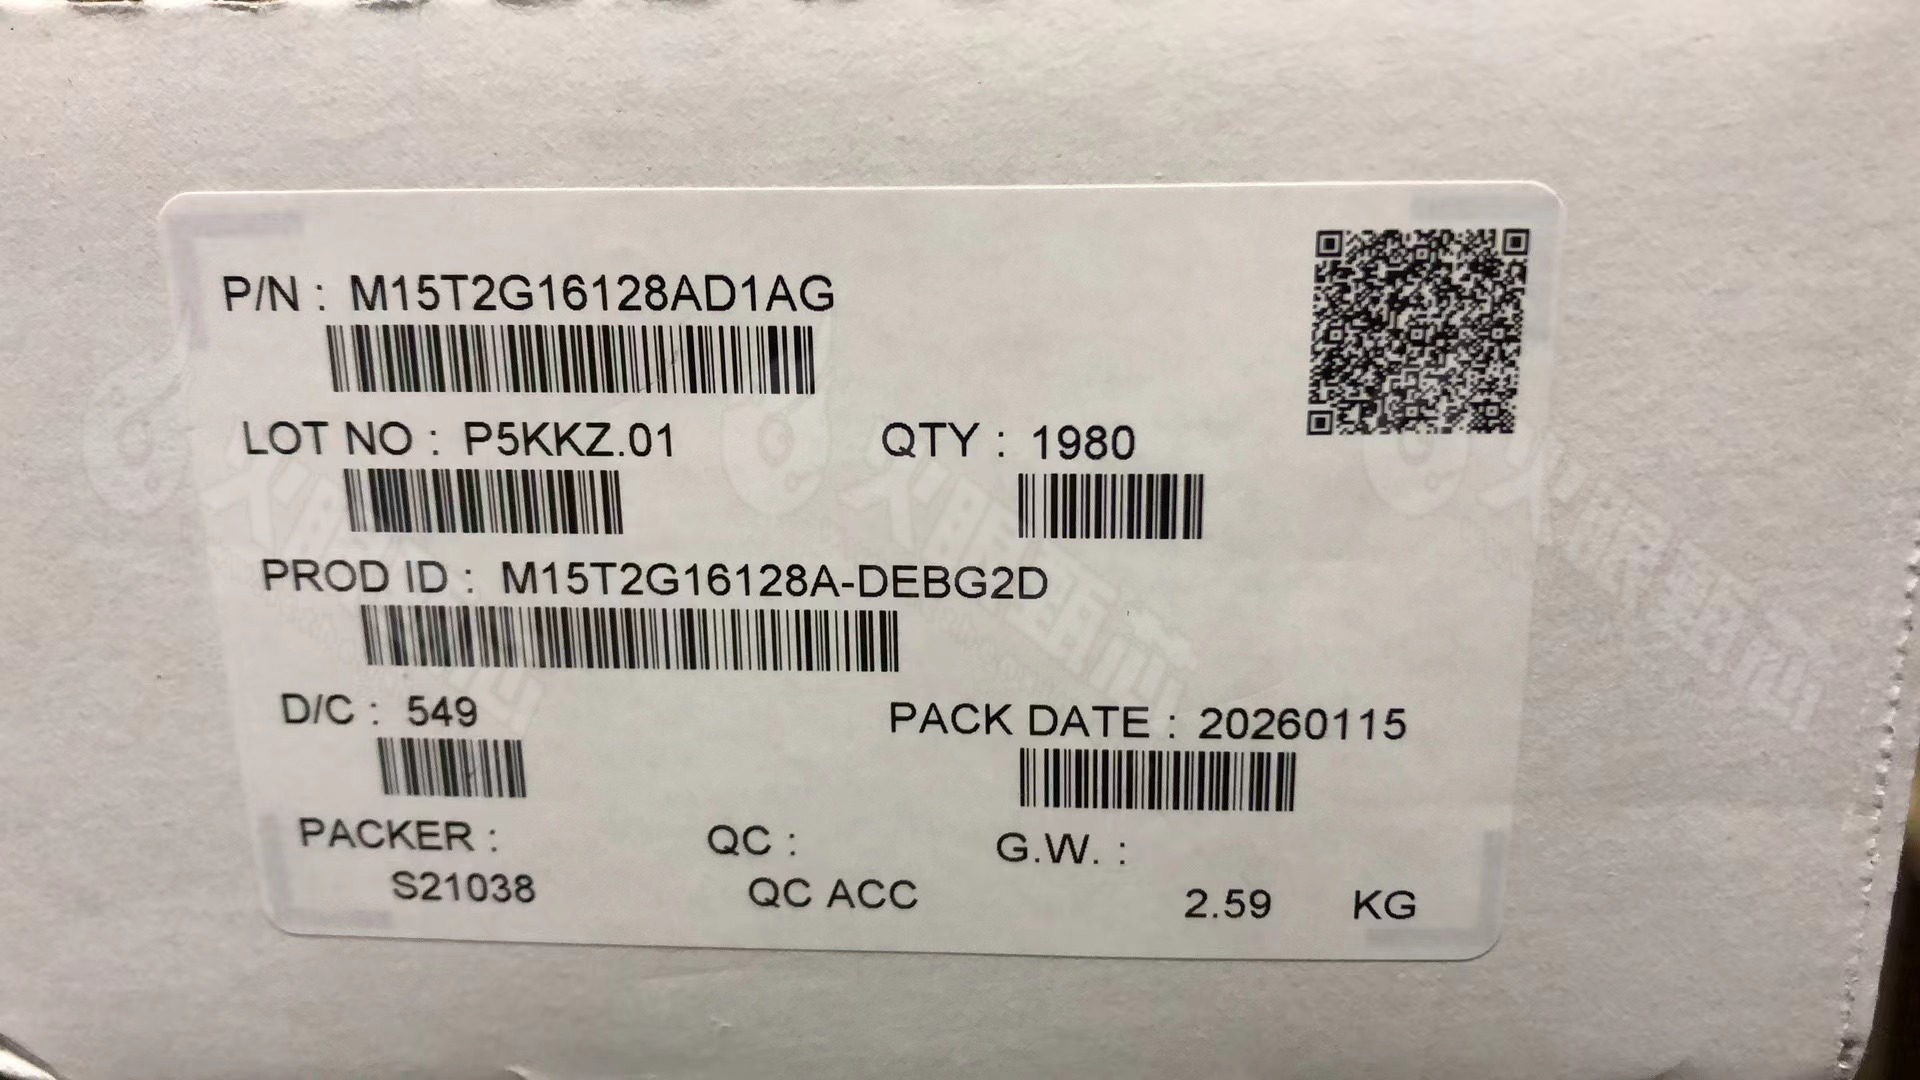 P/N : M15T2G16128AD1AG
LOT NO : P5KKZ.01 QTY : 1980
PROD ID : M15T2G16128A-DEBG2D
D/C : 549 PACK DATE : 20260115
PACKER : QC : G.W. :
S21038 QC ACC 2.59 KG